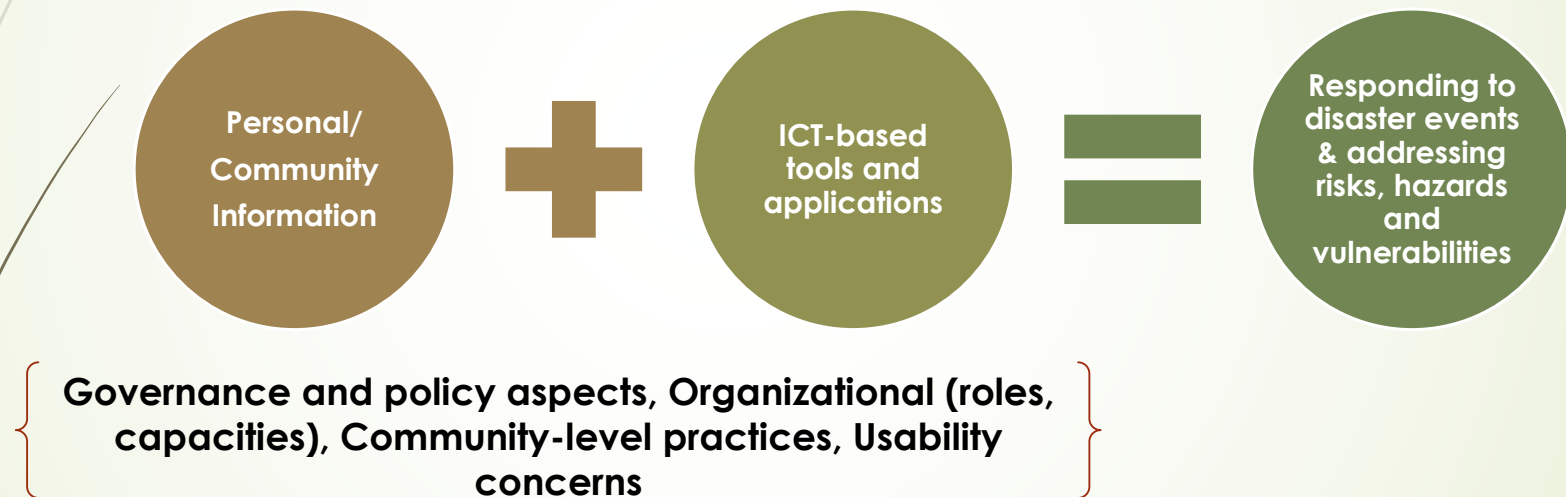 Personal/
Community
Information
ICT-based
tools and
applications
Responding to
disaster events
& addressing
risks, hazards
and
vulnerabilities
Governance and policy aspects, Organizational (roles,
capacities), Community-level practices, Usability
concerns